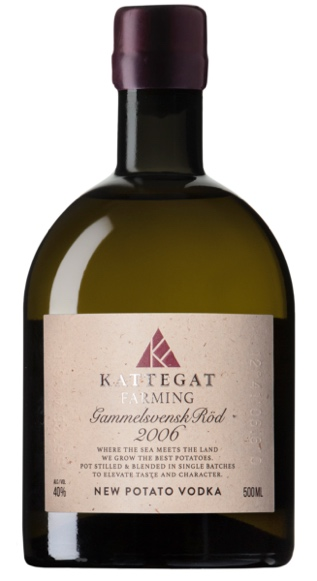 KATTEGAT
FARMING
Gammelsvensk Röd
2006
WHERE THE SEA MEETS THE LAND
WE GROW THE BEST POTATOES.
POT STILLED & BLENDED IN SINGLE BATCHES
TO ELEVATE TASTE AND CHARACTER.
ALC/VOL
40%
NEW POTATO VODKA
500ML